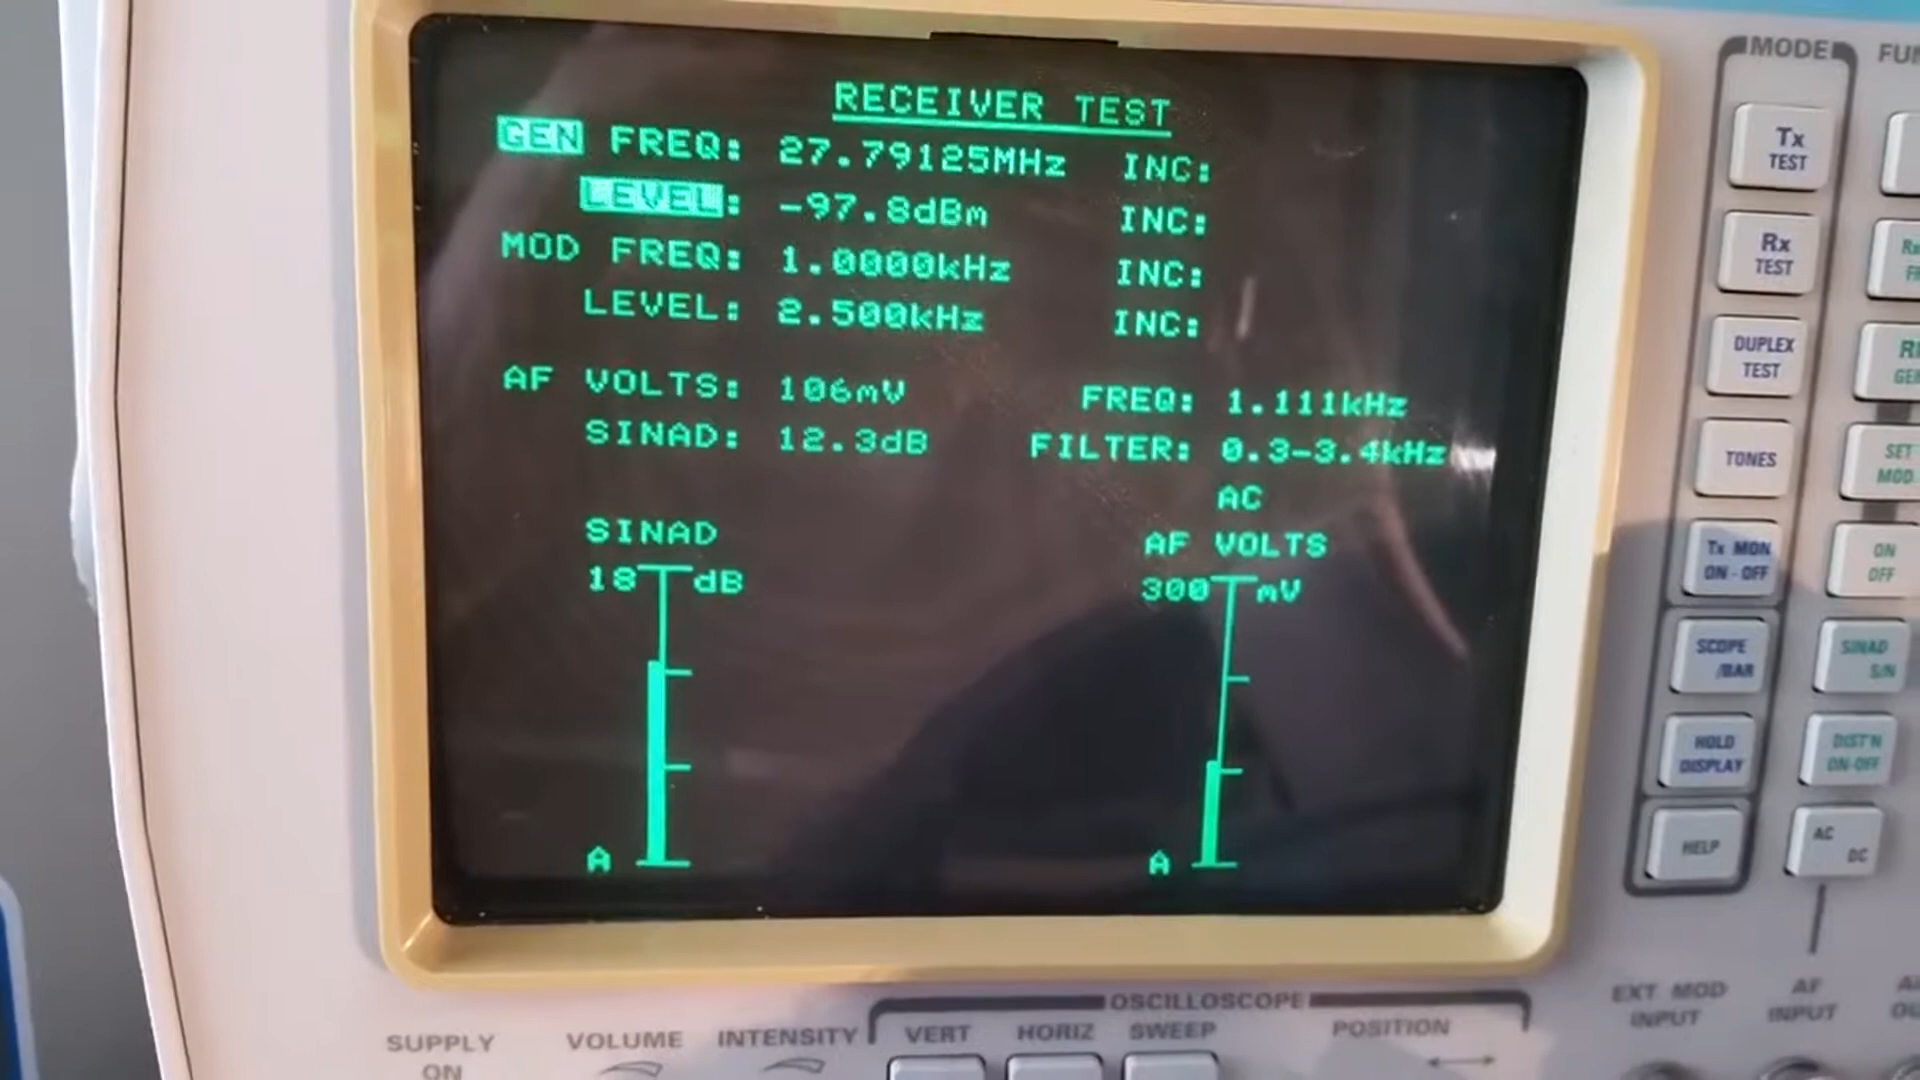 RECEIVER TEST
GEN FREQ: 27.79125MHz INC:
LEVEL: -97.8dBm INC:
MOD FREQ: 1.0000kHz INC:
LEVEL: 2.500kHz INC:
AF VOLTS: 106mV FREQ: 1.111kHz
SINAD: 12.3dB FILTER: 0.3-3.4kHz
AC
SINAD AF VOLTS
18 dB 300 mV
A A
MODE
Tx
TEST
Rx
TEST
DUPLEX
TEST
TONES
Tx MON
ON-OFF
SCOPE
/BAR
HOLD
DISPLAY
HELP
SET
MOD
ON
OFF
SINAD
S/N
DIST'N
ON-OFF
AC
DC
OSCILLOSCOPE
SUPPLY
ON
VOLUME INTENSITY VERT HORIZ SWEEP POSITION
EXT MOD
INPUT
AF
INPUT